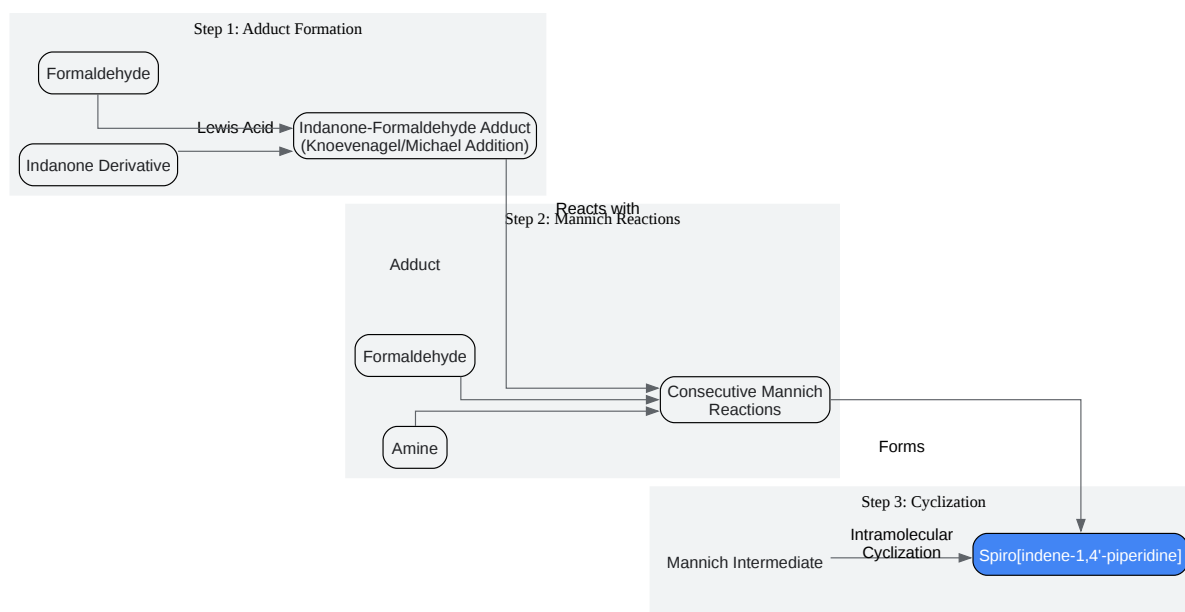 Step 1: Adduct Formation
Formaldehyde
Lewis Acid
Indanone-Formaldehyde Adduct
(Knoevenagel/Michael Addition)
Indanone Derivative
Reacts with
Step 2: Mannich Reactions
Adduct
Formaldehyde
Consecutive Mannich
Reactions
Amine
Forms
Step 3: Cyclization
Intramolecular
Cyclization
Mannich Intermediate
Spiro[indene-1,4'-piperidine]